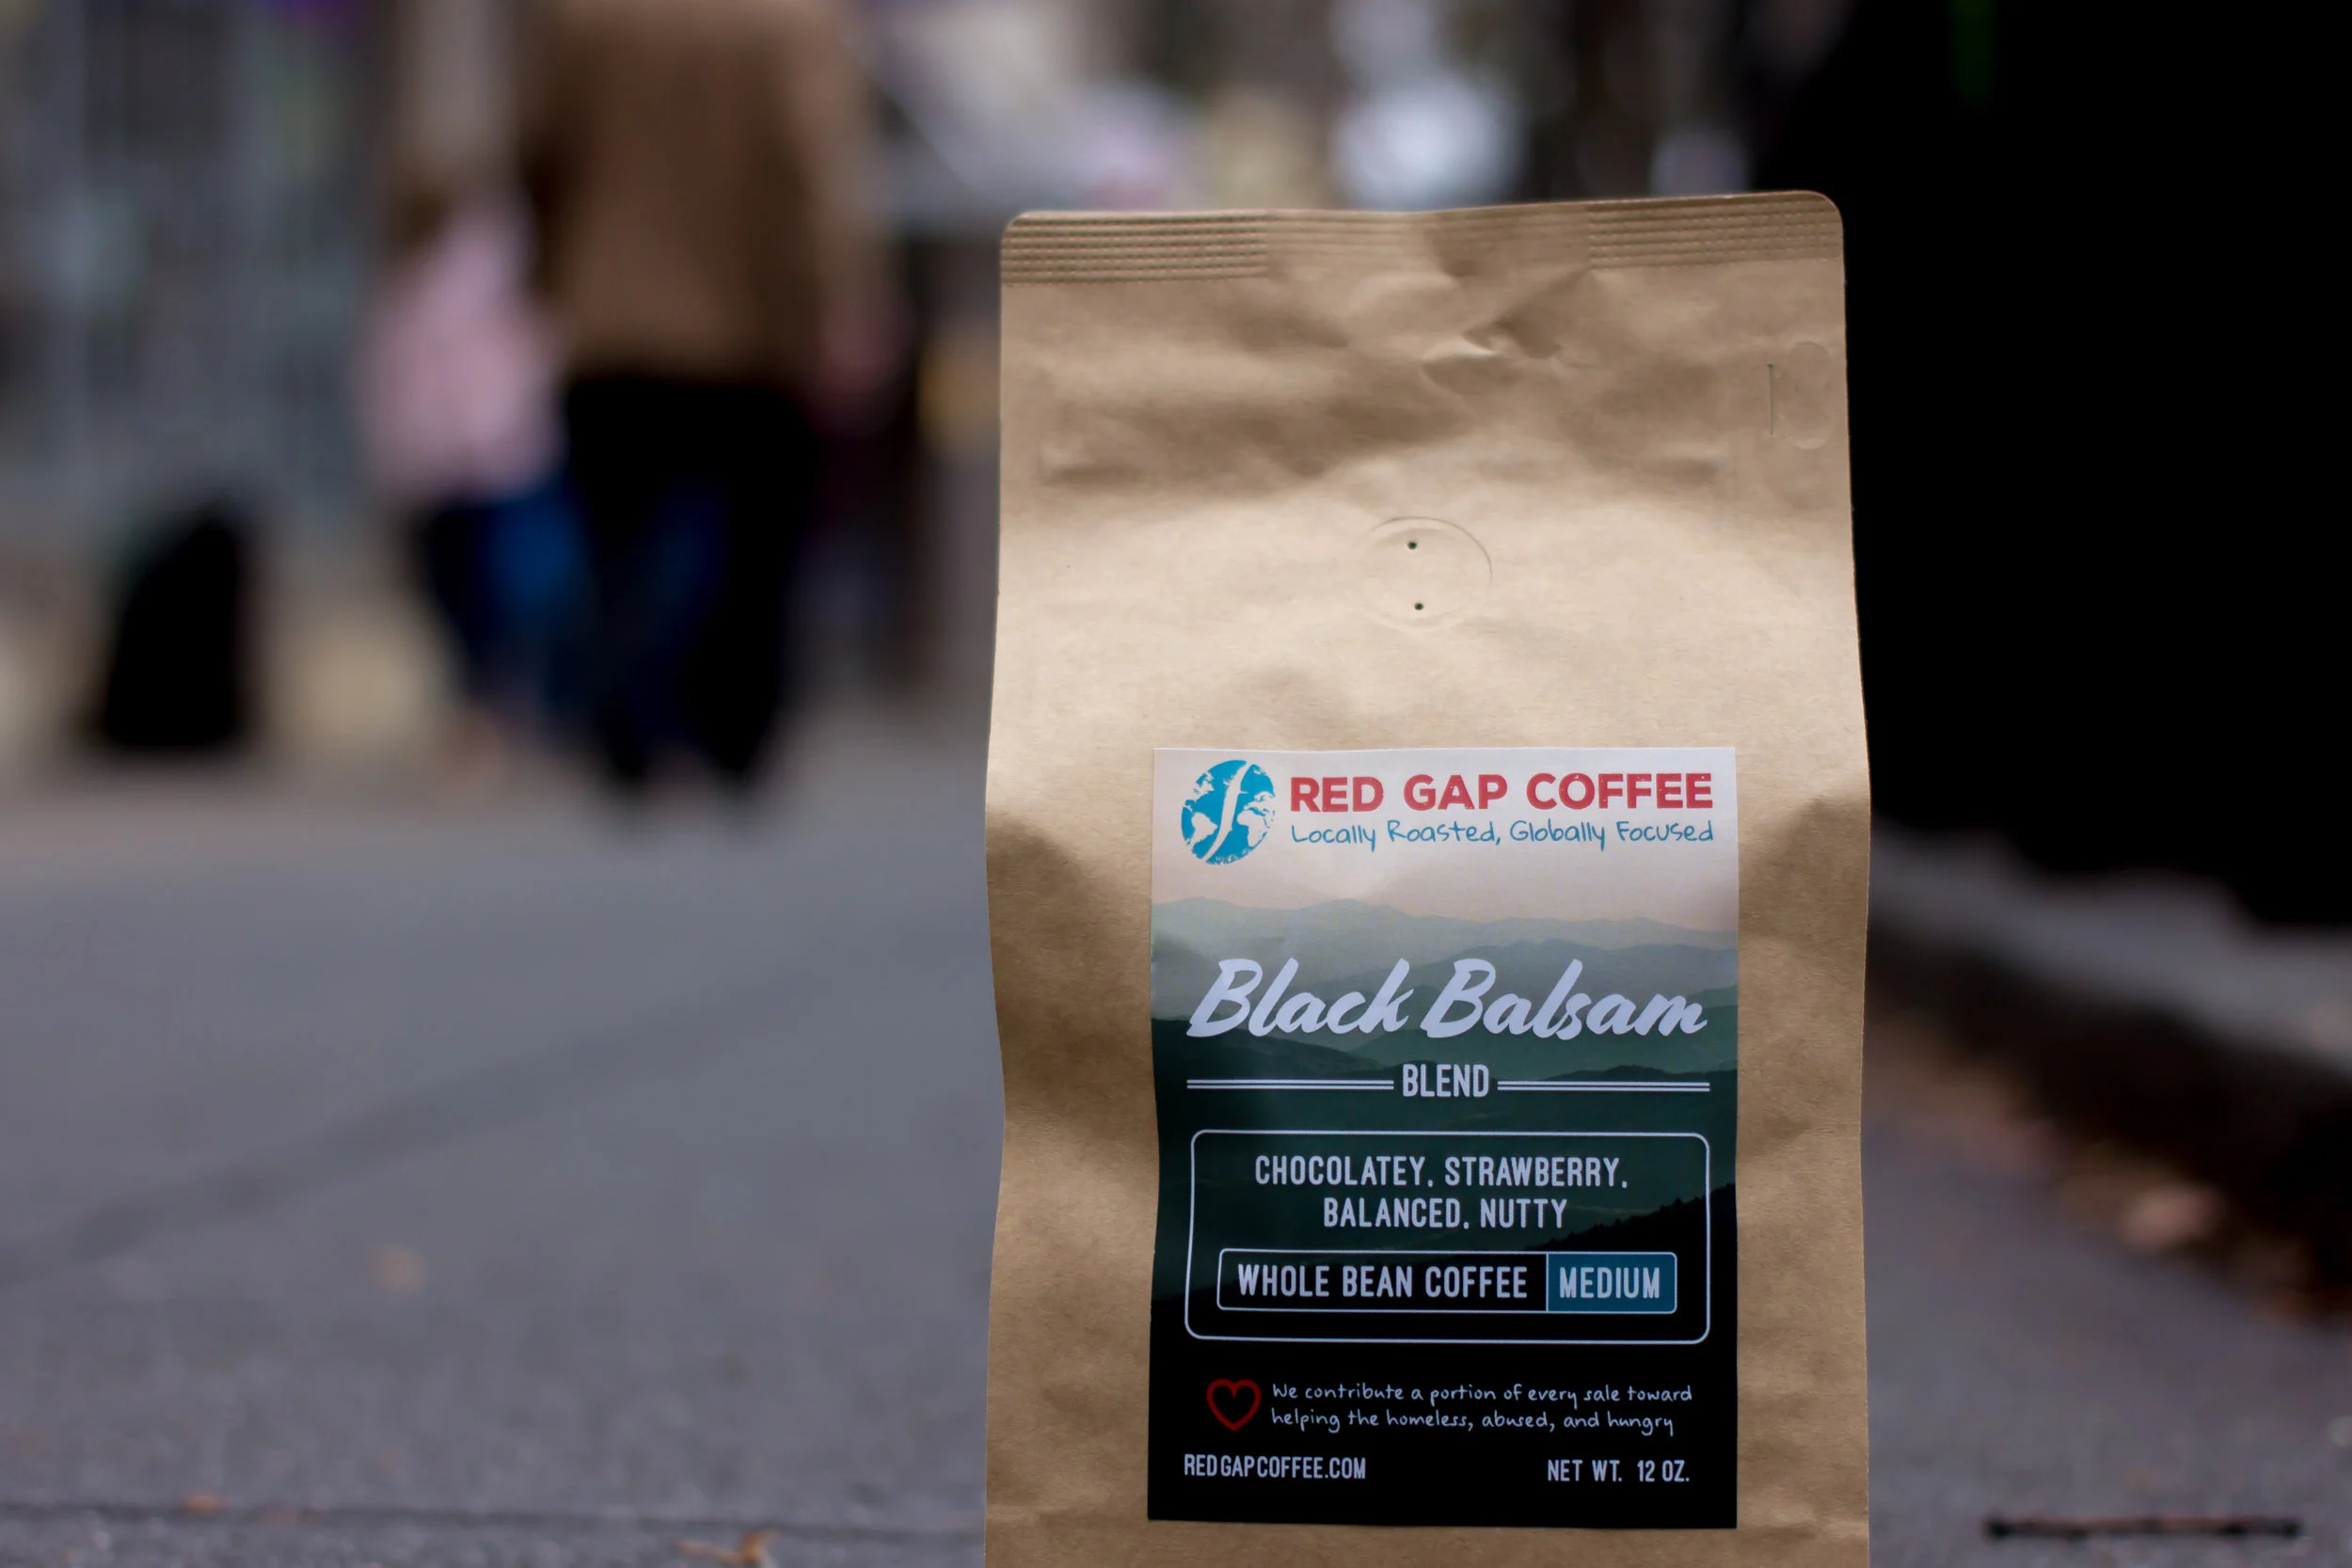 RED GAP COFFEE
Locally Roasted, Globally Focused
Black Balsam
BLEND
CHOCOLATEY, STRAWBERRY,
BALANCED, NUTTY
WHOLE BEAN COFFEE MEDIUM
We contribute a portion of every sale toward
helping the homeless, abused, and hungry
REDGAPCOFFEE.COM NET WT. 12 OZ.